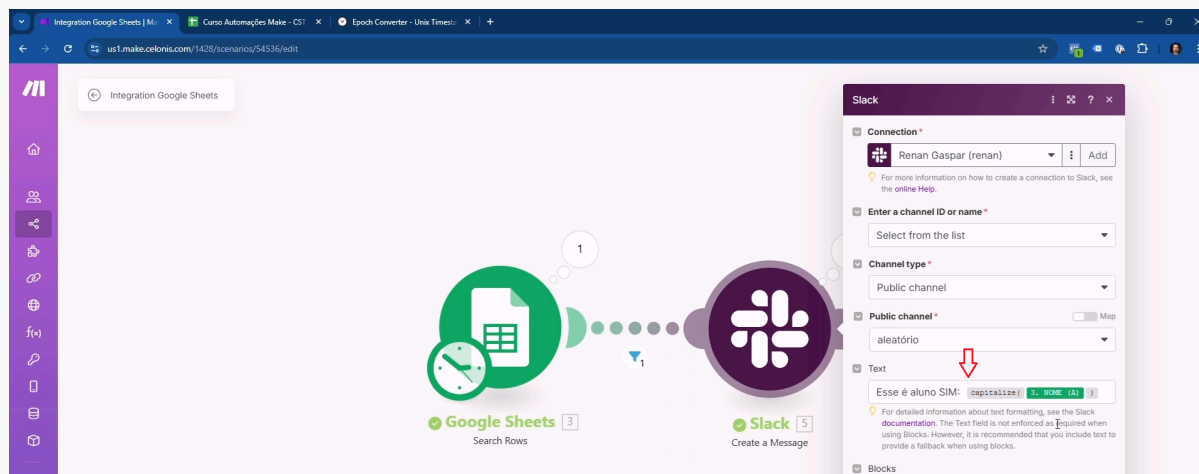 Integration Google Sheets | Ma
Curso Automações Make - CST
Epoch Converter - Unix Timesta
us1.make.celonis.com/1428/scenarios/54536/edit
Integration Google Sheets
1
1
Google Sheets 3
Search Rows
Slack 5
Create a Message
Slack
Connection *
Renan Gaspar (renan)
Add
For more information on how to create a connection to Slack, see
the online Help.
Enter a channel ID or name *
Select from the list
Channel type *
Public channel
Public channel *
Map
aleatório
Text
Esse é aluno SIM: capitalize( 3. NOME (A) )
For detailed information about text formatting, see the Slack
documentation. The Text field is not enforced as required when
using Blocks. However, it is recommended that you include text to
provide a fallback when using blocks.
Blocks